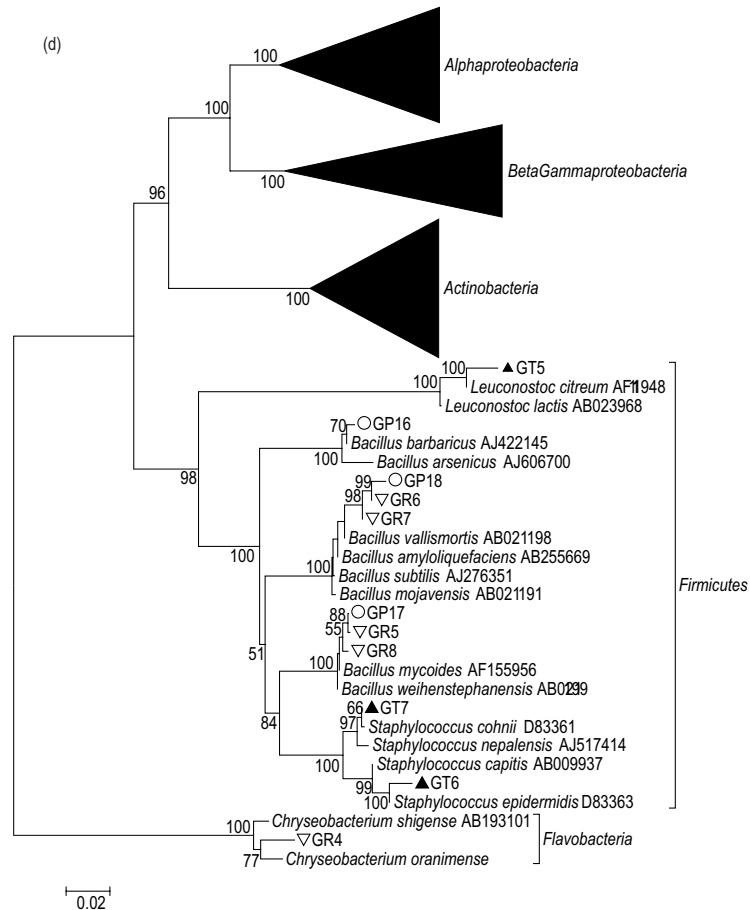 (d)
100
Alphaproteobacteria
100
100
BetaGammaproteobacteria
96
100
Actinobacteria
100
GT5
100
Leuconostoc citreum
Leuconostoc lactis AB023968
70
GP16
Bacillus barbaricus AJ422145
100
Bacillus arsenicus AJ606700
98
99
GP18
98
GR6
GR7
Bacillus vallismortis AB021198
Bacillus amyloliquefaciens AB255669
100
Bacillus subtilis AJ276351
Bacillus mojavensis AB021191
100
Firmicutes
88
GP17
55
GR5
GR8
51
100
Bacillus mycoides AF155956
Bacillus weihenstephanensis
66
GT7
84
97
Staphylococcus cohnii D83361
Staphylococcus nepalensis AJ517414
100
Staphylococcus capitis AB009937
99
GT6
100
Staphylococcus epidermidis D83363
Chryseobacterium shigense AB193101
100
GR4
Flavobacteria
77
Chryseobacterium oranimense
0.02